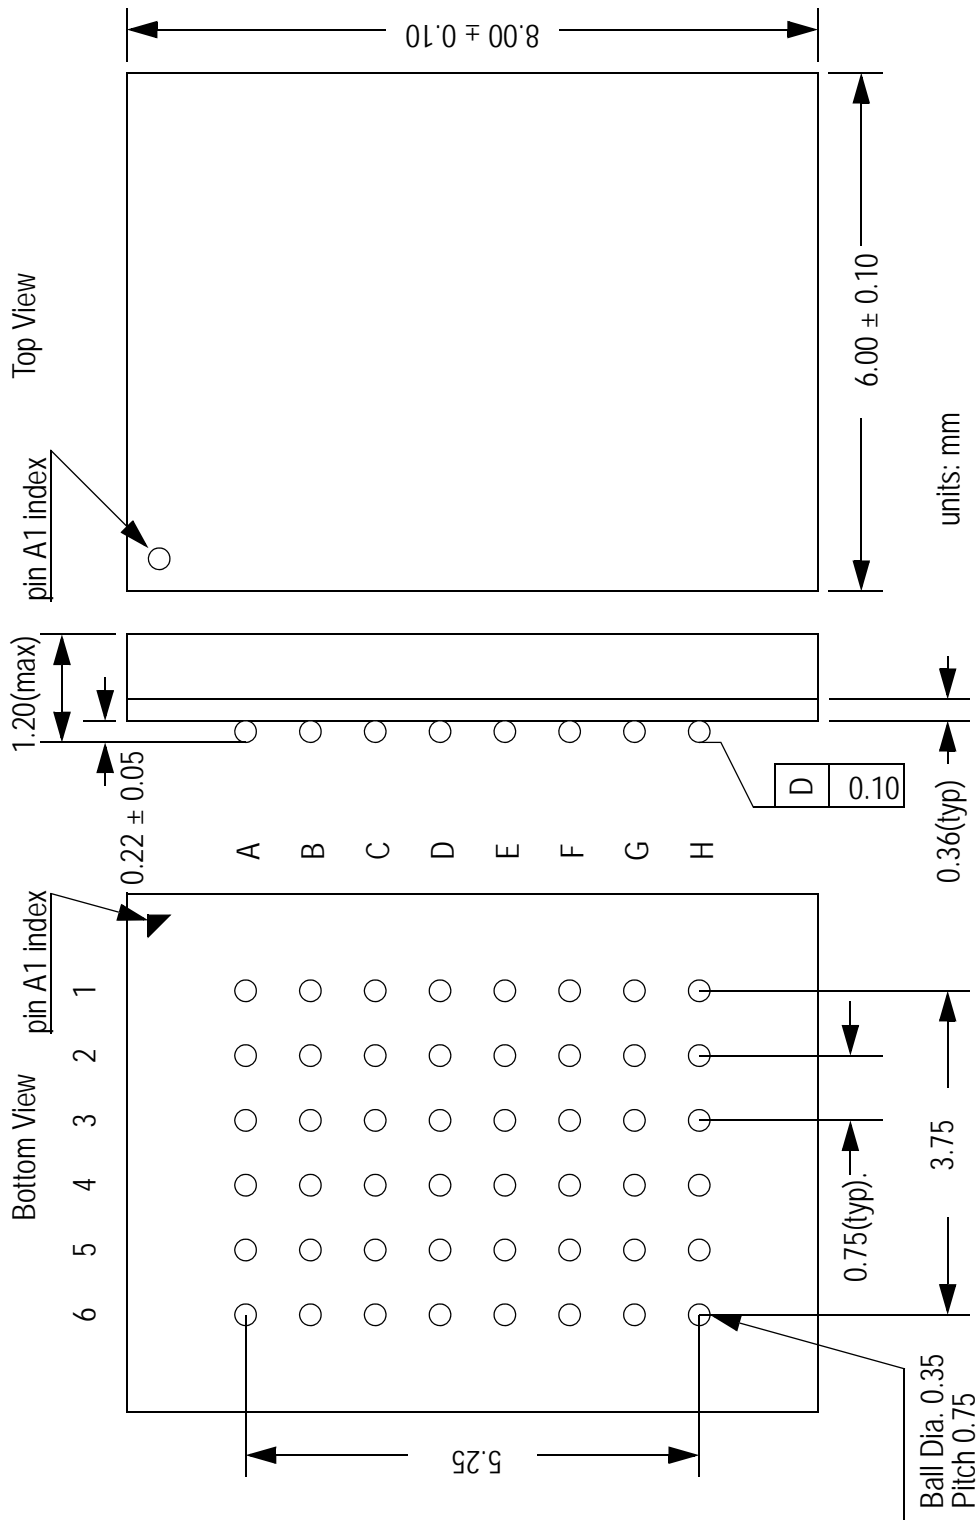 Bottom View
Top View
pin A1 index
pin A1 index
6 5 4 3 2 1
1.20(max)
0.22 ± 0.05
A
B
C
D
E
F
G
H
5.25
8.00 ± 0.10
D 0.10
0.75(typ).
3.75
0.36(typ)
6.00 ± 0.10
Ball Dia. 0.35
Pitch 0.75
units: mm